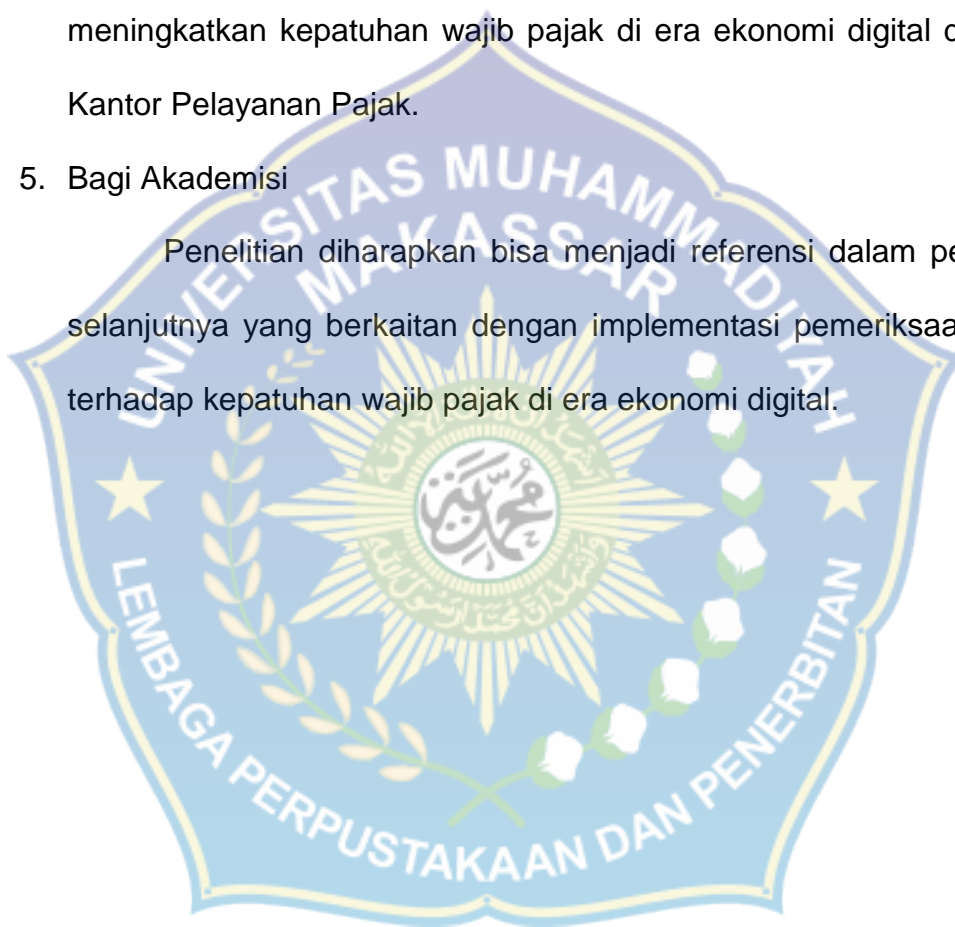 meningkatkan kepatuhan wajib pajak di era ekonomi digital
Kantor Pelayanan Pajak.
5. Bagi Akademisi
Penelitian diharapkan bisa menjadi referensi dalam
selanjutnya yang berkaitan dengan implementasi pemeriksaa
terhadap kepatuhan wajib pajak di era ekonomi digital.
UNIVERSITAS MUHAMMADIYAH
MAKASSAR
محمدية
LEMBAGA PERPUSTAKAAN DAN PENERBITAN